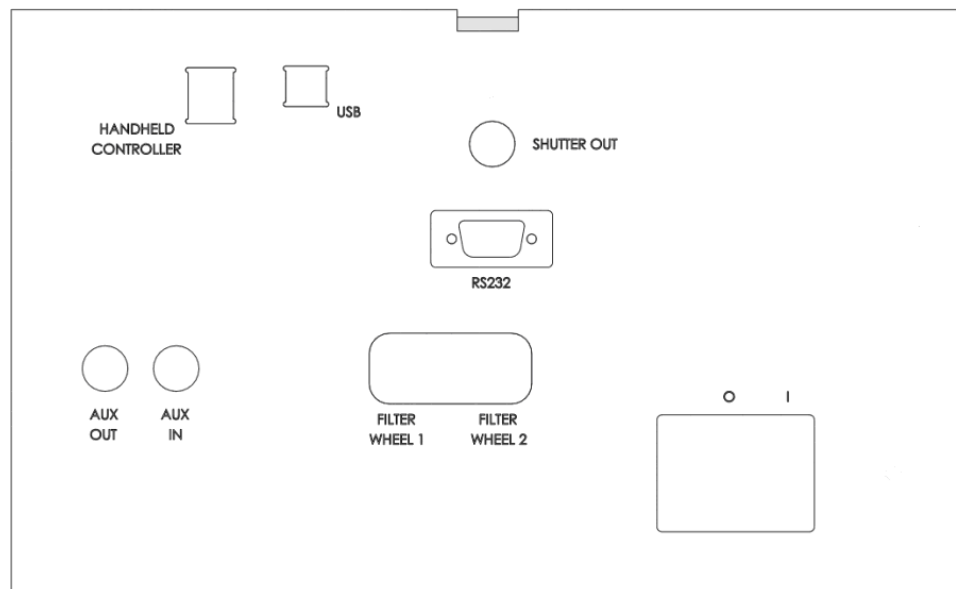 USB
HANDHELD
CONTROLLER
SHUTTER OUT
RS232
AUX
OUT
AUX
IN
FILTER
WHEEL 1
FILTER
WHEEL 2
O I